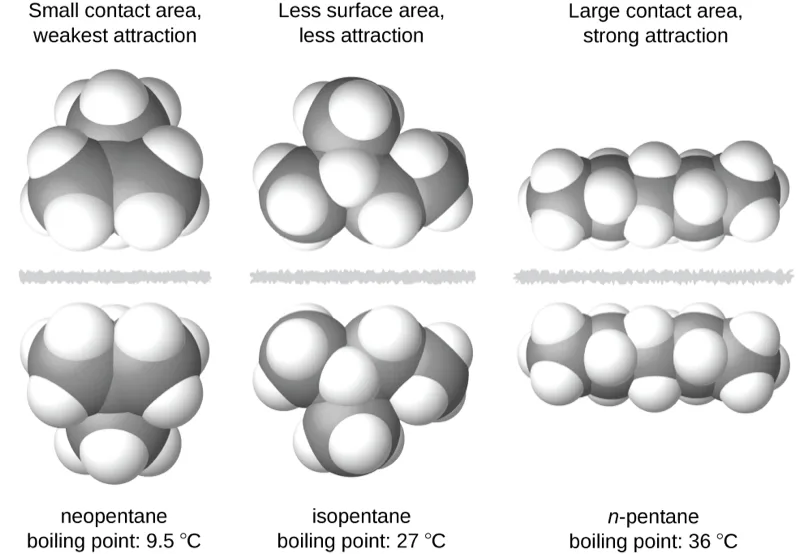 Small contact area,
weakest attraction
Less surface area,
less attraction
Large contact area,
strong attraction
neopentane
boiling point: 9.5 °C
isopentane
boiling point: 27 °C
n-pentane
boiling point: 36 °C